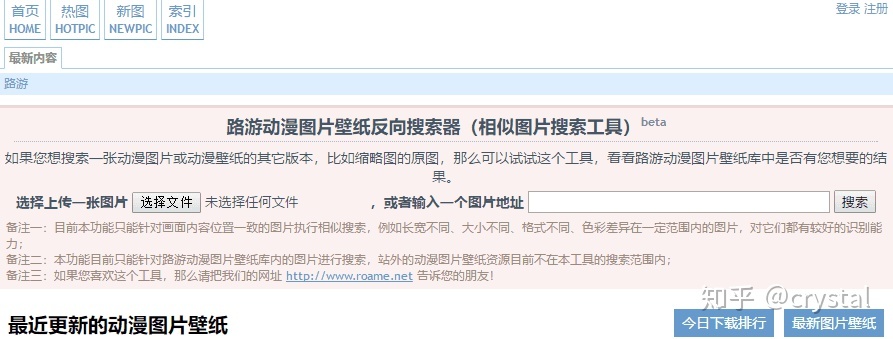 首页 热图 新图 索引 登录 注册
HOME HOTPIC NEWPIC INDEX
最新内容
路游
路游动漫图片壁纸反向搜索器（相似图片搜索工具） beta
如果您想搜索一张动漫图片或动漫壁纸的其它版本，比如缩略图的原图，那么可以试试这个工具，看看路游动漫图片壁纸库中是否有您想要的结
果。
选择上传一张图片 选择文件 未选择任何文件 ，或者输入一个图片地址 搜索
备注一：目前本功能只能针对画面内容位置一致的图片执行相似搜索，例如长宽不同、大小不同、格式不同、色彩差异在一定范围内的图片，对它们都有较好的识别能
力；
备注二：本功能目前只能针对路游动漫图片壁纸库内的图片进行搜索，站外的动漫图片壁纸资源目前不在本工具的搜索范围内；
备注三：如果您喜欢这个工具，那么请把我们的网址 http://www.roame.net 告诉您的朋友！
知乎 @crystal
最近更新的动漫图片壁纸 今日下载排行 最新图片壁纸